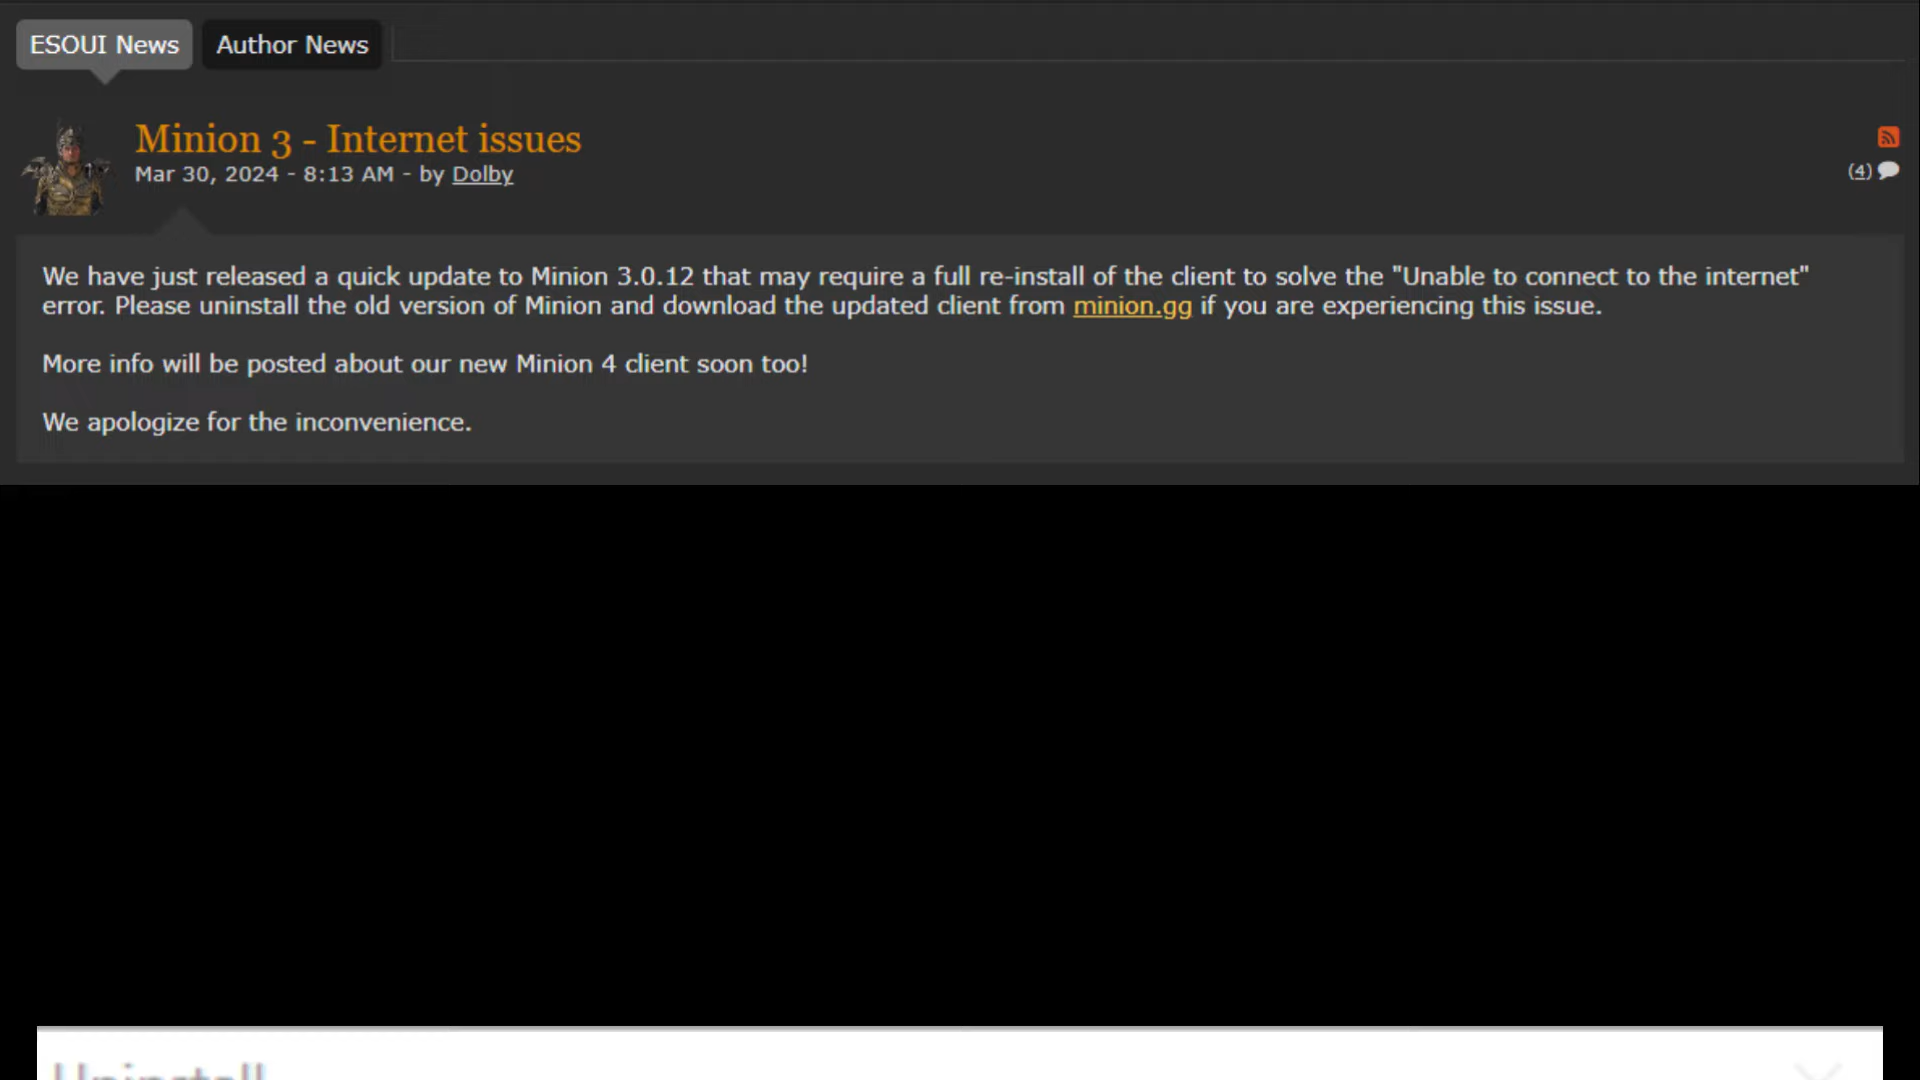 ESOUI News
Author News
Minion 3 - Internet issues
Mar 30, 2024 - 8:13 AM - by Dolby
(4)
We have just released a quick update to Minion 3.0.12 that may require a full re-install of the client to solve the "Unable to connect to the internet"
error. Please uninstall the old version of Minion and download the updated client from minion.gg if you are experiencing this issue.
More info will be posted about our new Minion 4 client soon too!
We apologize for the inconvenience.
Uninstall